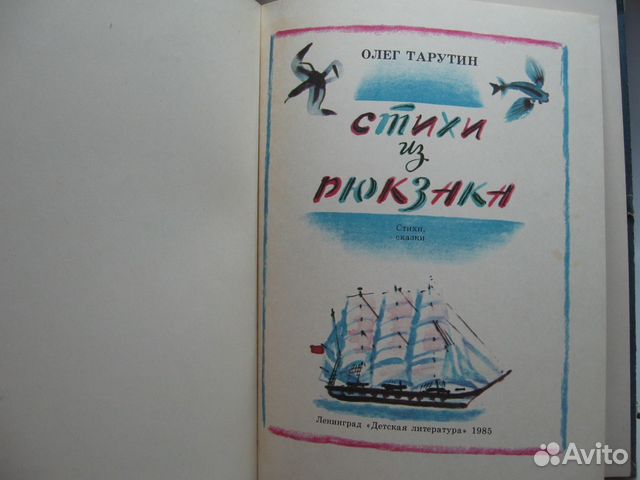 ОЛЕГ ТАРУТИН
СТИХИ
ИЗ
РЮКЗАКА
Стихи,
сказки
Ленинград «Детская литература» 1985
Avito